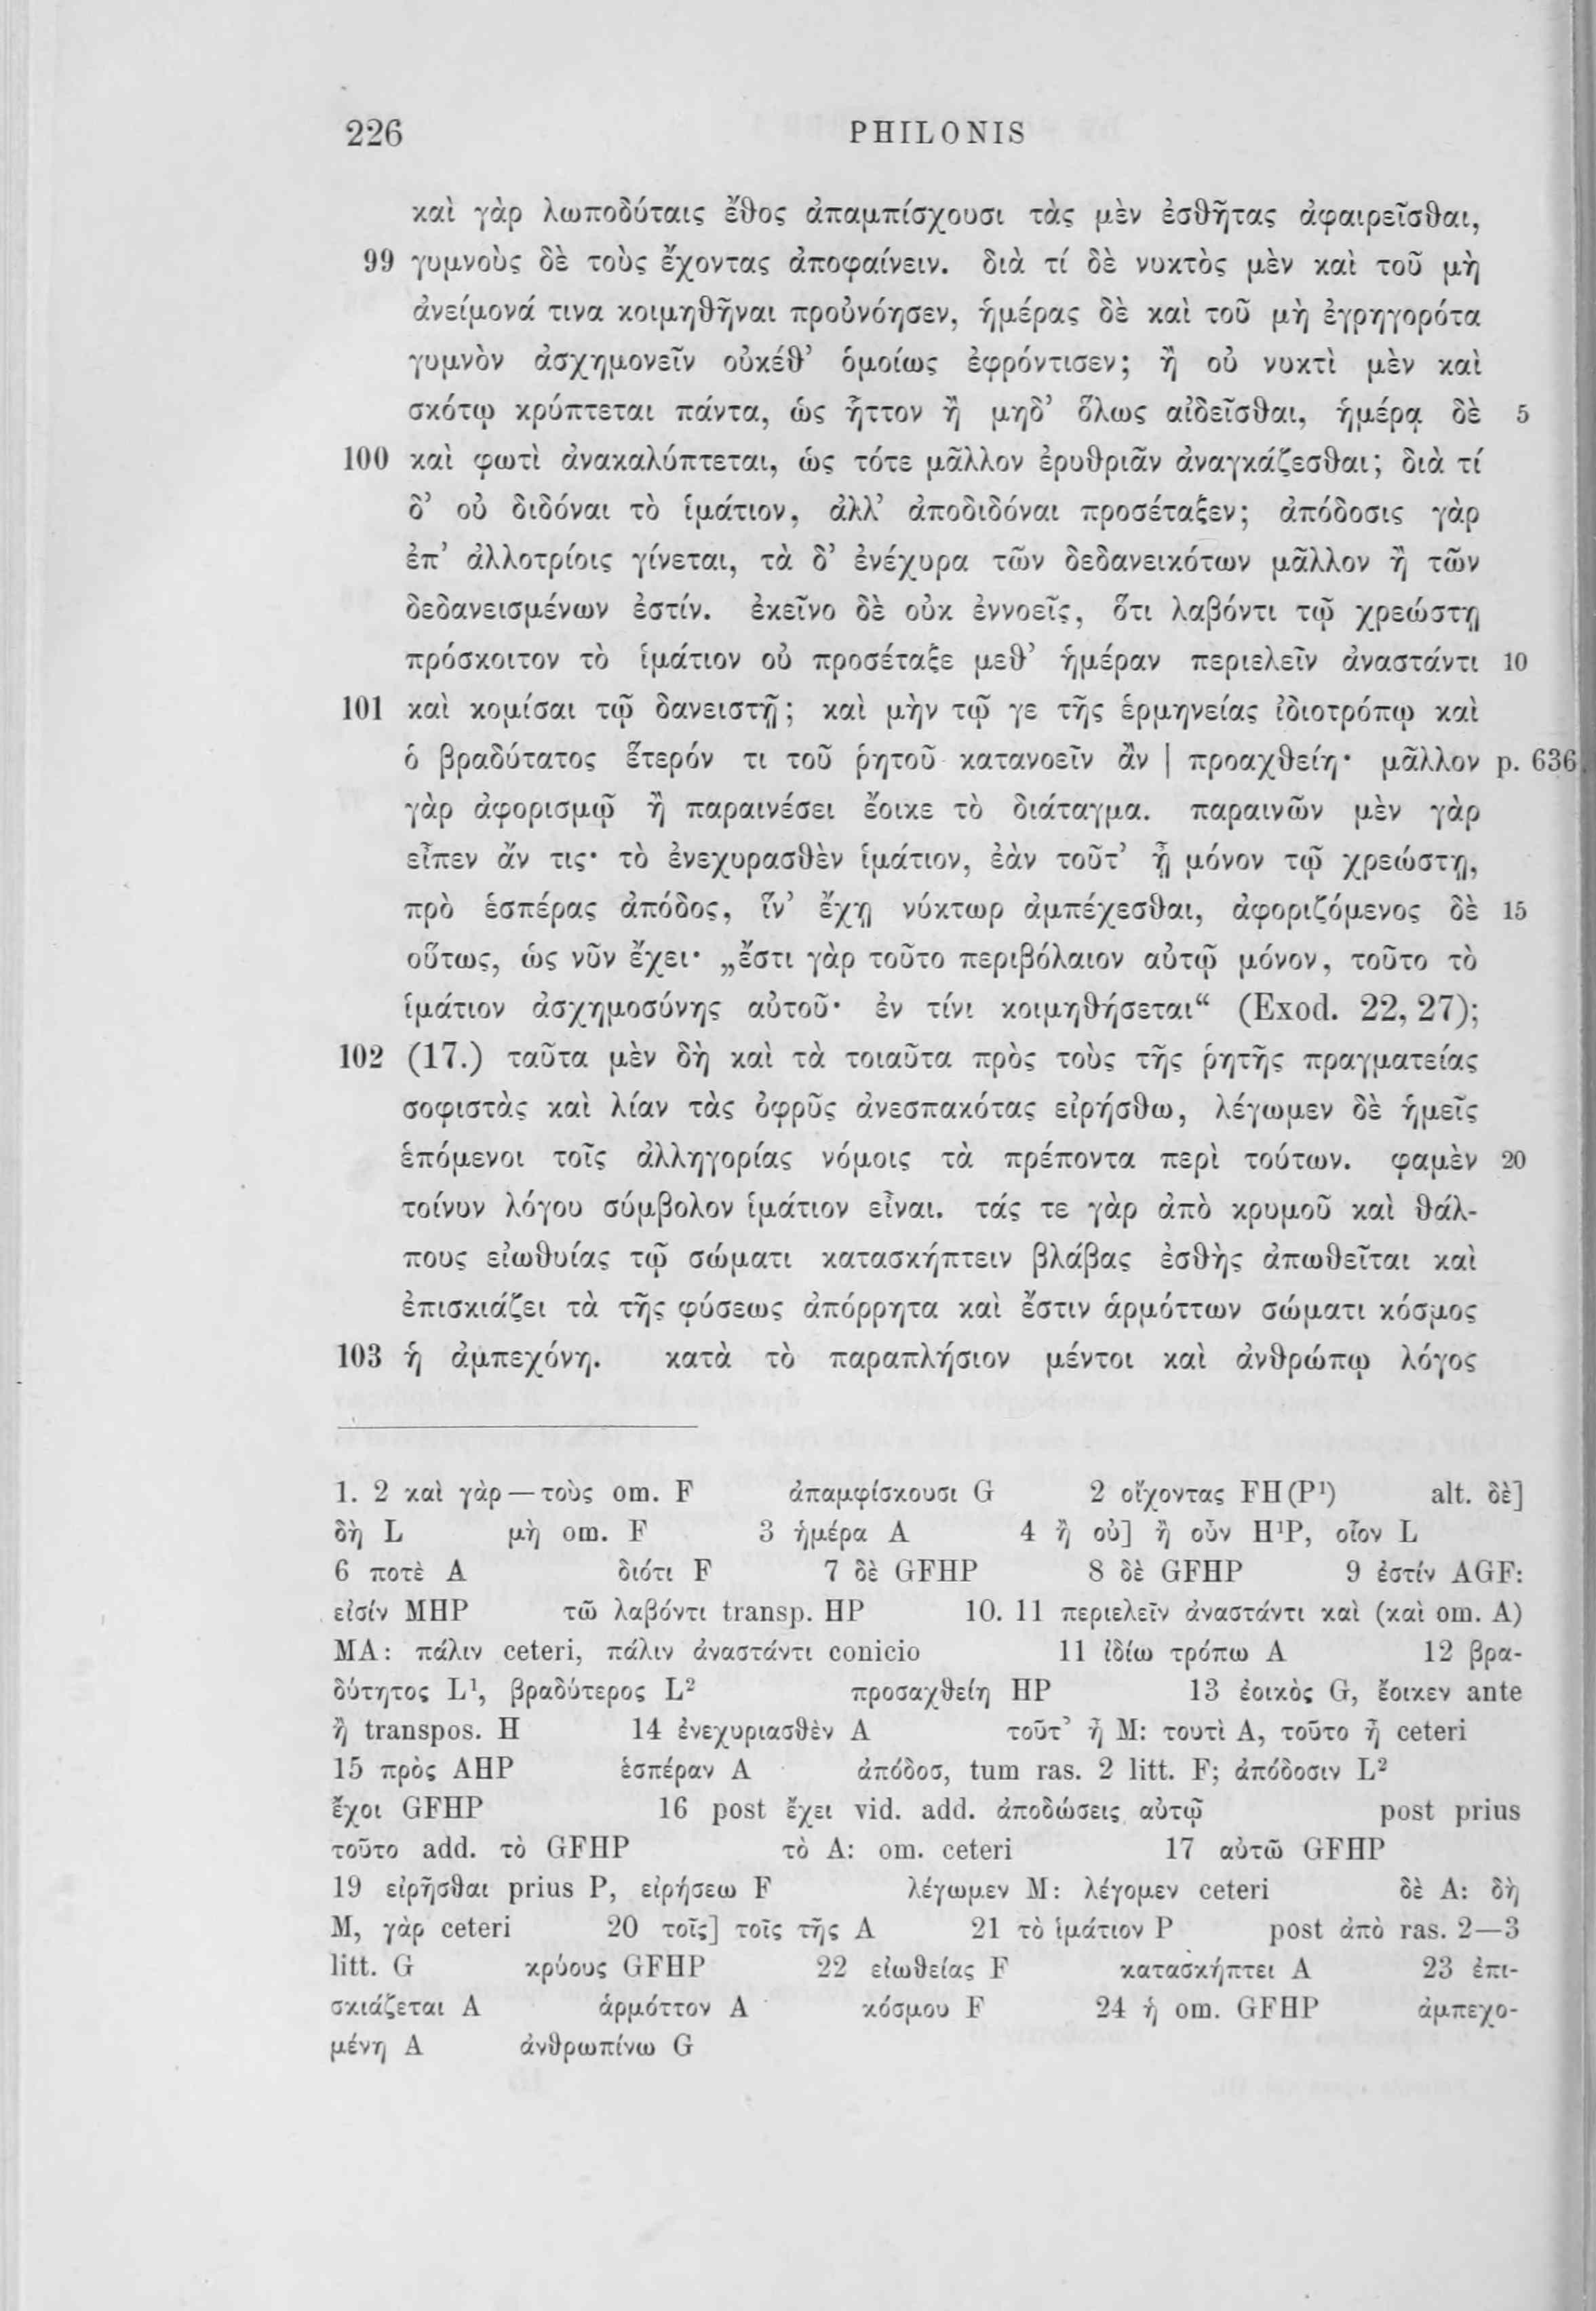 226 PHILONIS
καὶ γὰρ λωποδύταις ἔθος ἀπαμπίσχουσι τὰς μὲν ἐσθῆτας ἀφαιρεῖσθαι,
99 γυμνοὺς δὲ τοὺς ἔχοντας ἀποφαίνειν. διὰ τί δὲ νυκτὸς μὲν καὶ τοῦ μὴ
ἀνείμονά τινα κοιμηθῆναι προὐνόησεν, ἡμέρας δὲ καὶ τοῦ μὴ ἐγρηγορότα
γυμνὸν ἀσχημονεῖν οὐκέθ’ ὁμοίως ἐφρόντισεν; ἢ οὐ νυκτὶ μὲν καὶ
σκότῳ κρύπτεται πάντα, ὡς ἧττον ἢ μηδ’ ὅλως αἰδεῖσθαι, ἡμέρᾳ δὲ 5
100 καὶ φωτὶ ἀνακαλύπτεται, ὡς τότε μᾶλλον ἐρυθριᾶν ἀναγκάζεσθαι; διὰ τί
δ’ οὐ διδόναι τὸ ἱμάτιον, ἀλλ’ ἀποδιδόναι προσέταξεν; ἀπόδοσις γὰρ
ἐπ’ ἀλλοτρίοις γίνεται, τὰ δ’ ἐνέχυρα τῶν δεδανεικότων μᾶλλον ἢ τῶν
δεδανεισμένων ἐστίν. ἐκεῖνο δὲ οὐκ ἐννοεῖς, ὅτι λαβόντι τῷ χρεώστῃ
πρόσκοιτον τὸ ἱμάτιον οὐ προσέταξε μεθ’ ἡμέραν περιελεῖν ἀναστάντι 10
101 καὶ κομίσαι τῷ δανειστῇ; καὶ μὴν τῷ γε τῆς ἑρμηνείας ἰδιοτρόπῳ καὶ
ὁ βραδύτατος ἕτερόν τι τοῦ ῥητοῦ κατανοεῖν ἂν | προαχθείη· μᾶλλον p. 636
γὰρ ἀφορισμῷ ἢ παραινέσει ἔοικε τὸ διάταγμα. παραινῶν μὲν γὰρ
εἶπεν ἄν τις· τὸ ἐνεχυρασθὲν ἱμάτιον, ἐὰν τοῦτ’ ᾖ μόνον τῷ χρεώστῃ,
πρὸ ἑσπέρας ἀπόδος, ἵν’ ἔχῃ νύκτωρ ἀμπέχεσθαι, ἀφοριζόμενος δὲ 15
οὕτως, ὡς νῦν ἔχει· „ἔστι γὰρ τοῦτο περιβόλαιον αὐτῷ μόνον, τοῦτο τὸ
ἱμάτιον ἀσχημοσύνης αὐτοῦ· ἐν τίνι κοιμηθήσεται“ (Exod. 22, 27);
102 (17.) ταῦτα μὲν δὴ καὶ τὰ τοιαῦτα πρὸς τοὺς τῆς ῥητῆς πραγματείας
σοφιστὰς καὶ λίαν τὰς ὀφρῦς ἀνεσπακότας εἰρήσθω, λέγωμεν δὲ ἡμεῖς
ἑπόμενοι τοῖς ἀλληγορίας νόμοις τὰ πρέποντα περὶ τούτων. φαμὲν 20
τοίνυν λόγου σύμβολον ἱμάτιον εἶναι. τάς τε γὰρ ἀπὸ κρυμοῦ καὶ θάλ-
πους εἰωθυίας τῷ σώματι κατασκήπτειν βλάβας ἐσθὴς ἀπωθεῖται καὶ
ἐπισκιάζει τὰ τῆς φύσεως ἀπόρρητα καὶ ἔστιν ἁρμόττων σώματι κόσμος
103 ἡ ἀμπεχόνη. κατὰ τὸ παραπλήσιον μέντοι καὶ ἀνθρώπῳ λόγος
1. 2 καὶ γὰρ — τοὺς om. F ἀπαμφίσκουσι G 2 οἴχοντας FH (P¹) alt. δὲ]
δὴ L μὴ om. F 3 ἡμέρα A 4 ἢ οὐ] ἢ οὖν H¹P, οἷον L
6 ποτὲ A διότι F 7 δὲ GFHP 8 δὲ GFHP 9 ἐστίν AGF:
εἰσίν MHP τῶ λαβόντι transp. HP 10. 11 περιελεῖν ἀναστάντι καὶ (καὶ om. A)
MA: πάλιν ceteri, πάλιν ἀναστάντι conicio 11 ἰδίω τρόπω A 12 βρα-
δύτητος L¹, βραδύτερος L² προσαχθείη HP 13 ἐοικὸς G, ἔοικεν ante
ἢ transpos. H 14 ἐνεχυριασθὲν A τοῦτ’ ᾖ M: τουτὶ A, τοῦτο ᾖ ceteri
15 πρὸς AHP ἑσπέραν A ἀπόδοσ, tum ras. 2 litt. F; ἀπόδοσιν L²
ἔχοι GFHP 16 post ἔχει vid. add. ἀποδώσεις αὐτῷ post prius
τοῦτο add. τὸ GFHP τὸ A: om. ceteri 17 αὐτῶ GFHP
19 εἰρῆσθαι prius P, εἰρήσεω F λέγωμεν M: λέγομεν ceteri δὲ A: δὴ
M, γὰρ ceteri 20 τοῖς] τοῖς τῆς A 21 τὸ ἱμάτιον P post ἀπὸ ras. 2—3
litt. G κρύους GFHP 22 εἰωθείας F κατασκήπτει A 23 ἐπι-
σκιάζεται A ἁρμόττον A κόσμου F 24 ἡ om. GFHP ἀμπεχο-
μένη A ἀνθρωπίνω G